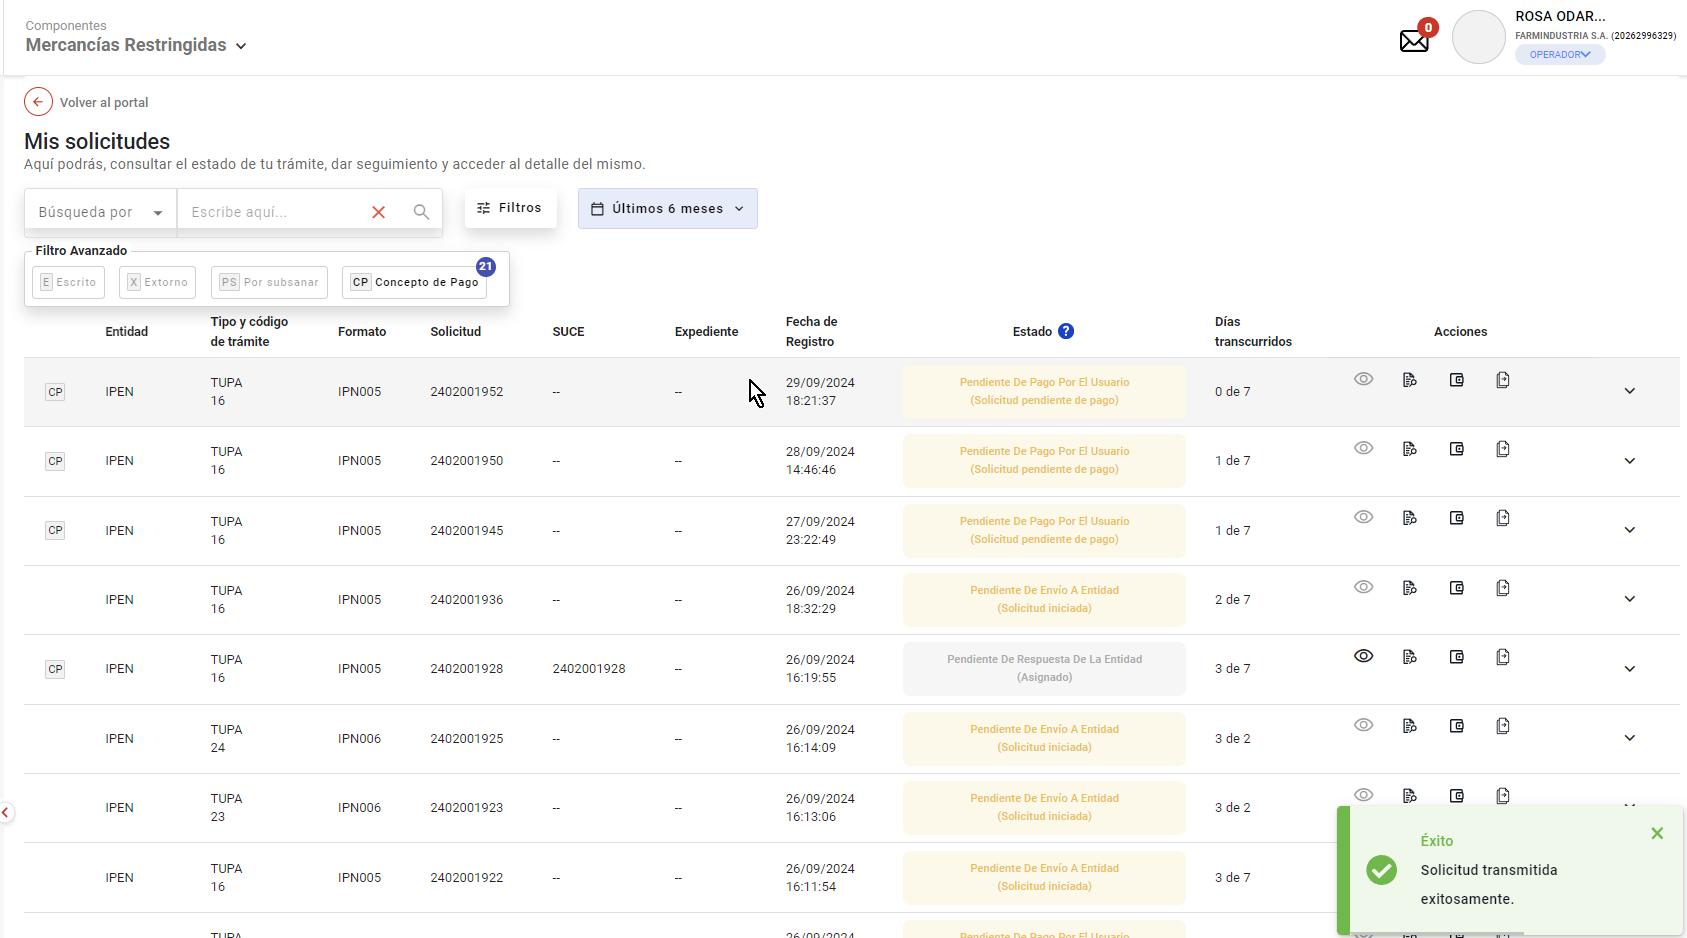 Componentes
Mercancías Restringidas
0
ROSA ODAR...
FARMINDUSTRIA S.A. (20262996329)
OPERADOR
Volver al portal
Mis solicitudes
Aquí podrás, consultar el estado de tu trámite, dar seguimiento y acceder al detalle del mismo.
Búsqueda por
Escribe aquí...
Filtros
Últimos 6 meses
Filtro Avanzado
E Escrito
X Extorno
PS Por subsanar
CP Concepto de Pago
21
Entidad
Tipo y código
de trámite
Formato
Solicitud
SUCE
Expediente
Fecha de
Registro
Estado ?
Días
transcurridos
Acciones
CP
IPEN
TUPA
16
IPN005
2402001952
--
--
29/09/2024
18:21:37
Pendiente De Pago Por El Usuario
(Solicitud pendiente de pago)
0 de 7
CP
IPEN
TUPA
16
IPN005
2402001950
--
--
28/09/2024
14:46:46
Pendiente De Pago Por El Usuario
(Solicitud pendiente de pago)
1 de 7
CP
IPEN
TUPA
16
IPN005
2402001945
--
--
27/09/2024
23:22:49
Pendiente De Pago Por El Usuario
(Solicitud pendiente de pago)
1 de 7
IPEN
TUPA
16
IPN005
2402001936
--
--
26/09/2024
18:32:29
Pendiente De Envío A Entidad
(Solicitud iniciada)
2 de 7
CP
IPEN
TUPA
16
IPN005
2402001928
2402001928
--
26/09/2024
16:19:55
Pendiente De Respuesta De La Entidad
(Asignado)
3 de 7
IPEN
TUPA
24
IPN006
2402001925
--
--
26/09/2024
16:14:09
Pendiente De Envío A Entidad
(Solicitud iniciada)
3 de 2
IPEN
TUPA
23
IPN006
2402001923
--
--
26/09/2024
16:13:06
Pendiente De Envío A Entidad
(Solicitud iniciada)
3 de 2
IPEN
TUPA
16
IPN005
2402001922
--
--
26/09/2024
16:11:54
Pendiente De Envío A Entidad
(Solicitud iniciada)
3 de 7
TUPA
26/09/2024
Pendiente De Pago Por El Usuario
Éxito
Solicitud transmitida
exitosamente.